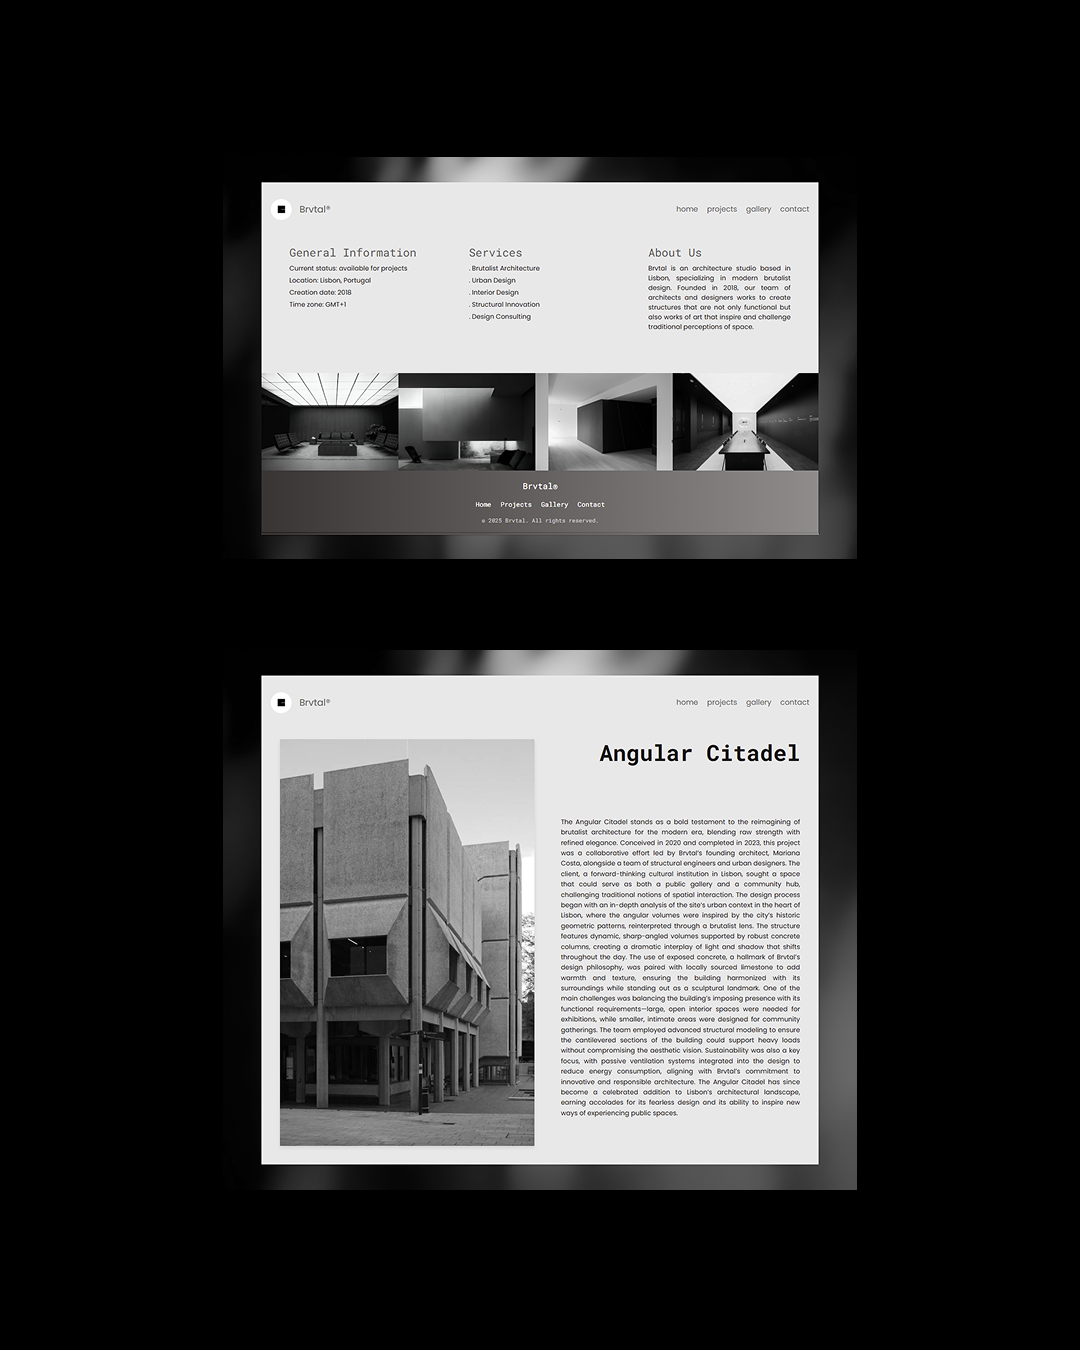 Brvtal®
home projects gallery contact
General Information
Current status: available for projects
Location: Lisbon, Portugal
Creation date: 2018
Time zone: GMT+1
Services
. Brutalist Architecture
. Urban Design
. Interior Design
. Structural Innovation
. Design Consulting
About Us
Brvtal is an architecture studio based in
Lisbon, specializing in modern brutalist
design. Founded in 2018, our team of
architects and designers works to create
structures that are not only functional but
also works of art that inspire and challenge
traditional perceptions of space.
Brvtal®
Home Projects Gallery Contact
© 2025 Brvtal. All rights reserved.
Brvtal®
home projects gallery contact
Angular Citadel
The Angular Citadel stands as a bold testament to the reimagining of
brutalist architecture for the modern era, blending raw strength with
refined elegance. Conceived in 2020 and completed in 2023, this project
was a collaborative effort led by Brvtal's founding architect, Mariana
Costa, alongside a team of structural engineers and urban designers. The
client, a forward-thinking cultural institution in Lisbon, sought a space
that could serve as both a public gallery and a community hub,
challenging traditional notions of spatial interaction. The design process
began with an in-depth analysis of the site's urban context in the heart of
Lisbon, where the angular volumes were inspired by the city's historic
geometric patterns, reinterpreted through a brutalist lens. The structure
features dynamic, sharp-angled volumes supported by robust concrete
columns, creating a dramatic interplay of light and shadow that shifts
throughout the day. The use of exposed concrete, a hallmark of Brvtal's
design philosophy, was paired with locally sourced limestone to add
warmth and texture, ensuring the building harmonized with its
surroundings while standing out as a sculptural landmark. One of the
main challenges was balancing the building's imposing presence with its
functional requirements—large, open interior spaces were needed for
exhibitions, while smaller, intimate areas were designed for community
gatherings. The team employed advanced structural modeling to ensure
the cantilevered sections of the building could support heavy loads
without compromising the aesthetic vision. Sustainability was also a key
focus, with passive ventilation systems integrated into the design to
reduce energy consumption, aligning with Brvtal's commitment to
innovative and responsible architecture. The Angular Citadel has since
become a celebrated addition to Lisbon's architectural landscape,
earning accolades for its fearless design and its ability to inspire new
ways of experiencing public spaces.